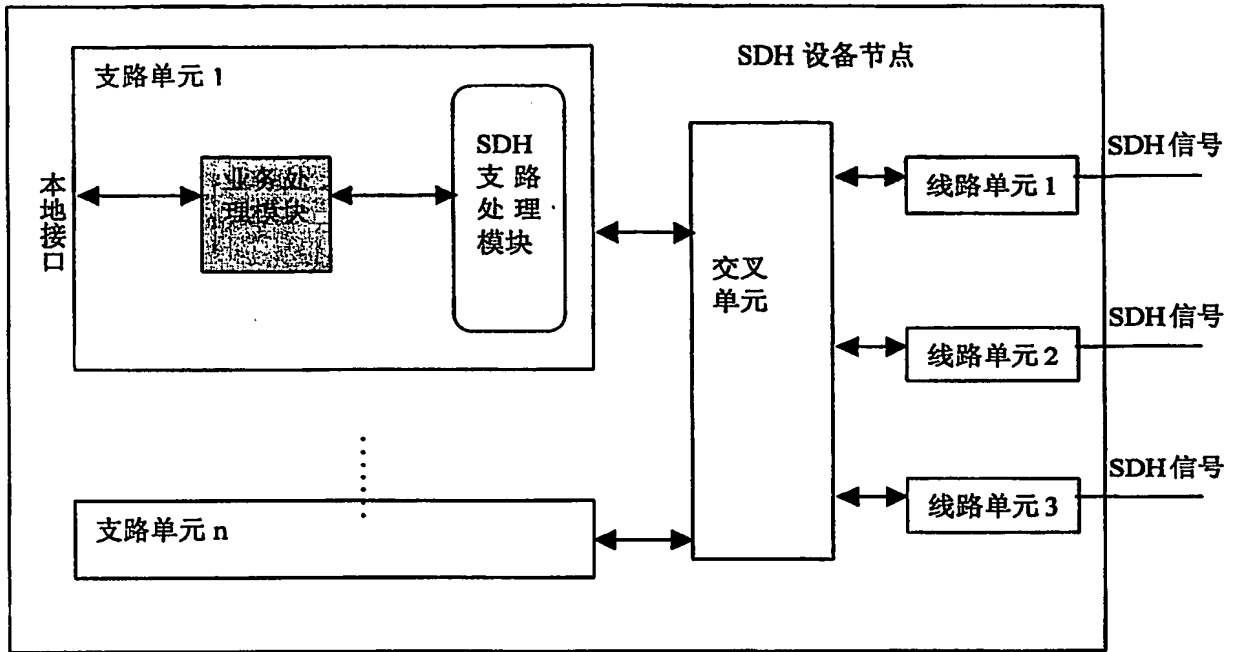 SDH 设备节点
支路单元 1
本地接口
业务处
理模块
SDH
支路
处理
模块
交叉
单元
线路单元 1
SDH信号
线路单元 2
SDH信号
线路单元 3
SDH信号
支路单元 n